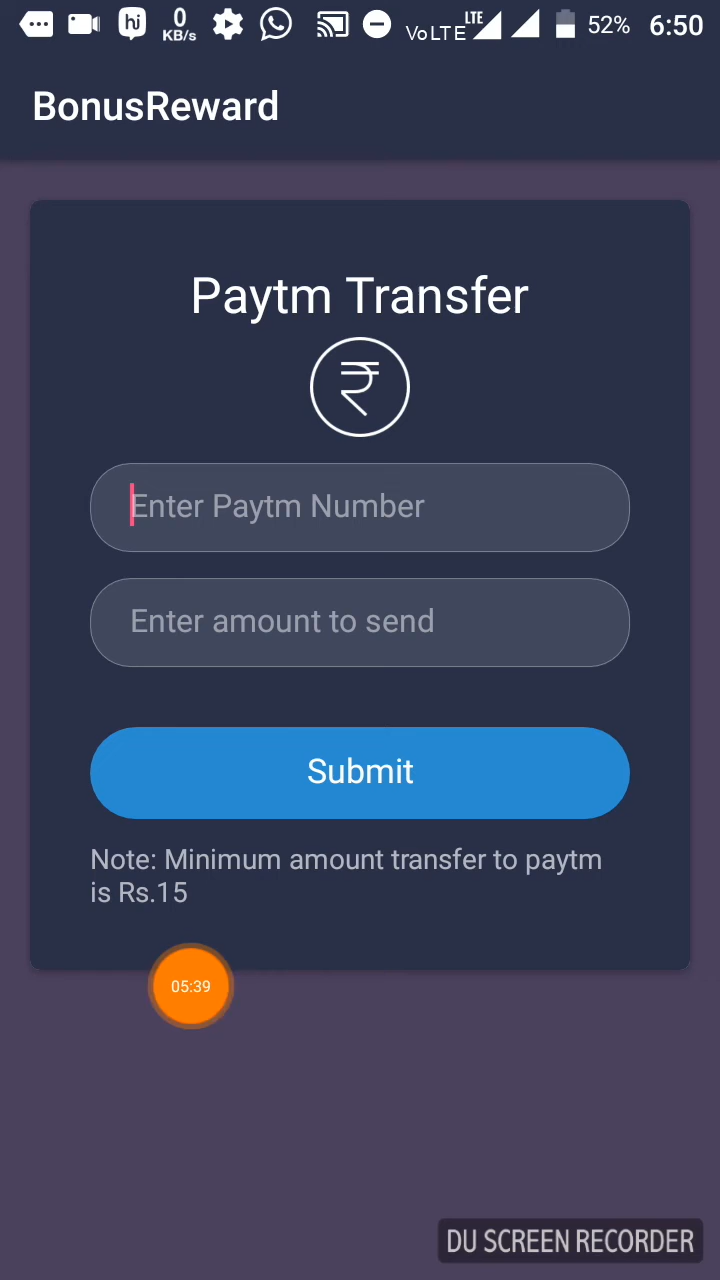 hi 0 KB/s VoLTE LTE 52% 6:50
BonusReward
Paytm Transfer
₹
Enter Paytm Number
Enter amount to send
Submit
Note: Minimum amount transfer to paytm
is Rs.15
05:39
DU SCREEN RECORDER